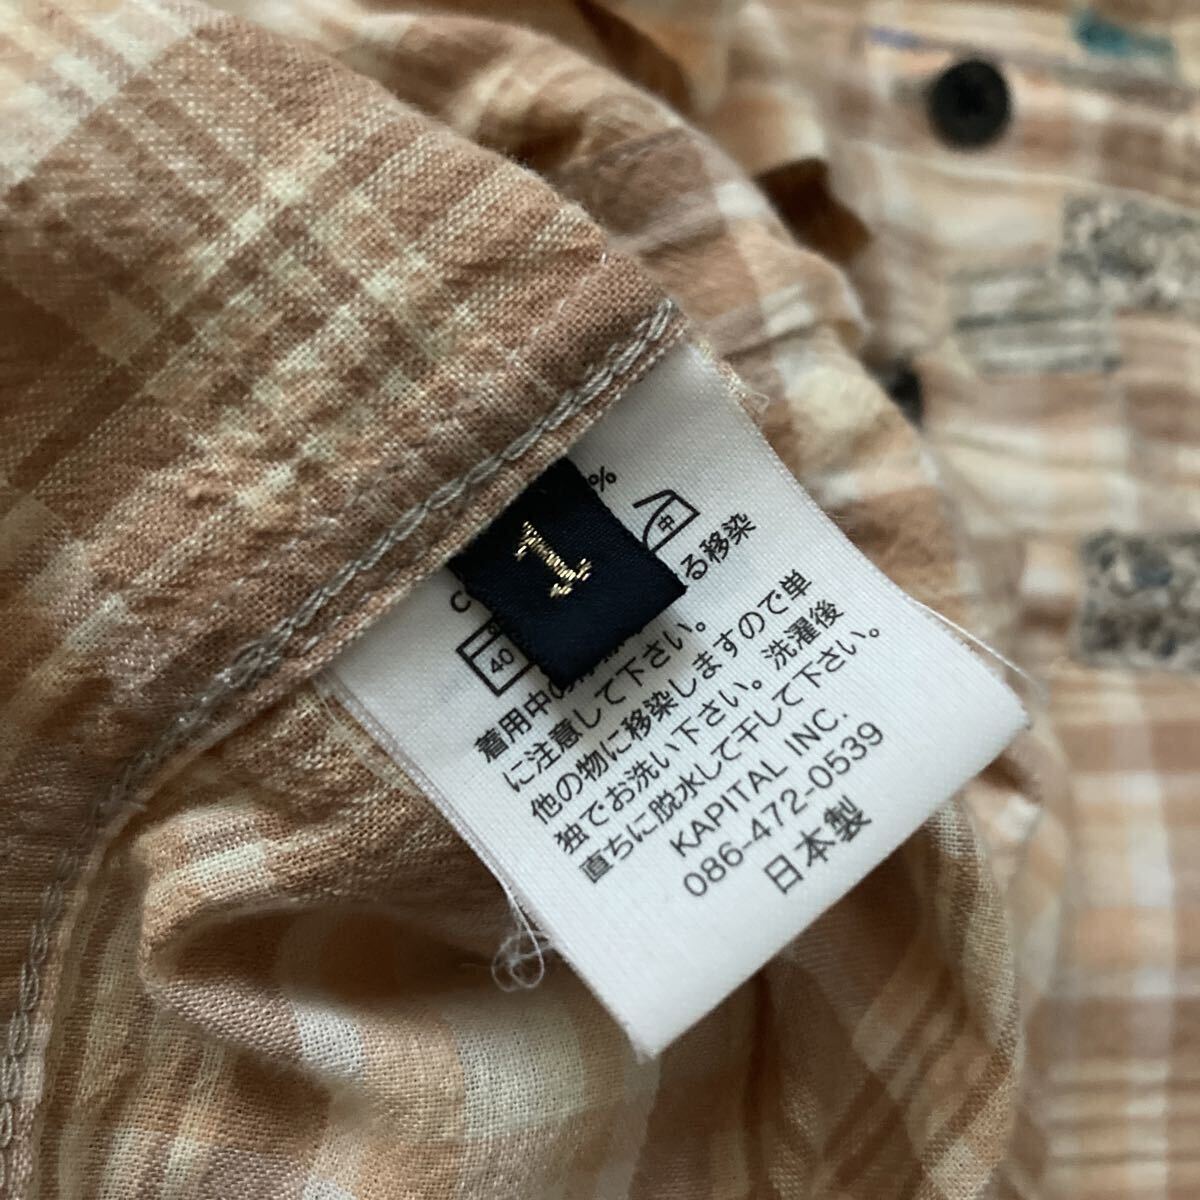 C
%
1
40
中
着用中の
る移染
に注意して下さい。
他の物に移染しますので単
独でお洗い下さい。洗濯後
直ちに脱水して干して下さい。
KAPITAL INC.
086-472-0539
日本製